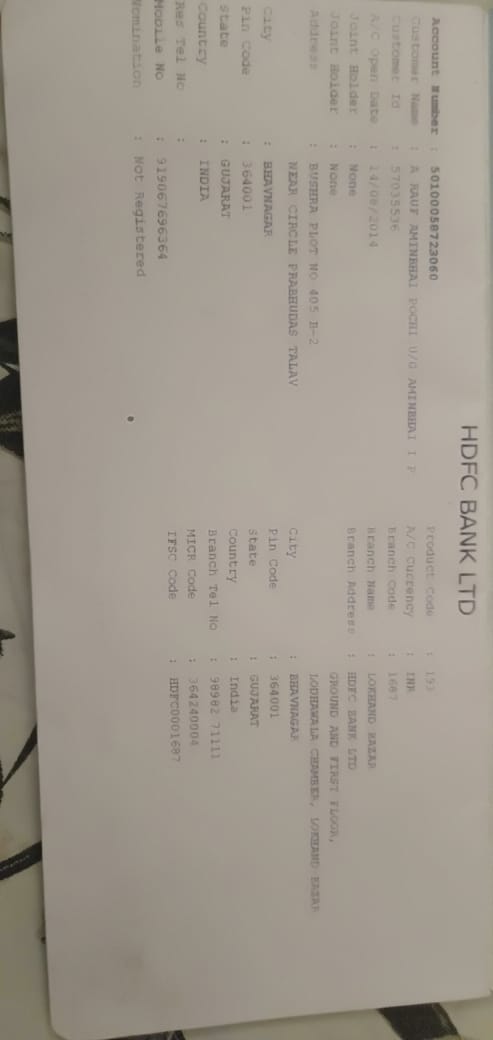 HDFC BANK LTD
Account Number : 50100058723060
Customer Name : A RAUF AMINBHAI POCHI U/G AMINBHAI I P
Customer Id : 57035536
A/C Open Date : 14/08/2014
Joint Holder : None
Joint Holder : None
Address : BUSHRA PLOT NO 405 B-2
NEAR CIRCLE PRABHUDAS TALAV
City : BHAVNAGAR
Pin Code : 364001
State : GUJARAT
Country : INDIA
Res Tel No :
Mobile No : 919067696364
Nomination : Not Registered
Product Code : 193
A/C Currency : INR
Branch Code : 1687
Branch Name : LOKHAND BAZAR
Branch Address : HDFC BANK LTD
GROUND AND FIRST FLOOR,
LODHAWALA CHAMBER, LOKHAND BAZAR
City : BHAVNAGAR
Pin Code : 364001
State : GUJARAT
Country : India
Branch Tel No : 98982 71111
MICR Code : 364240004
IFSC Code : HDFC0001687